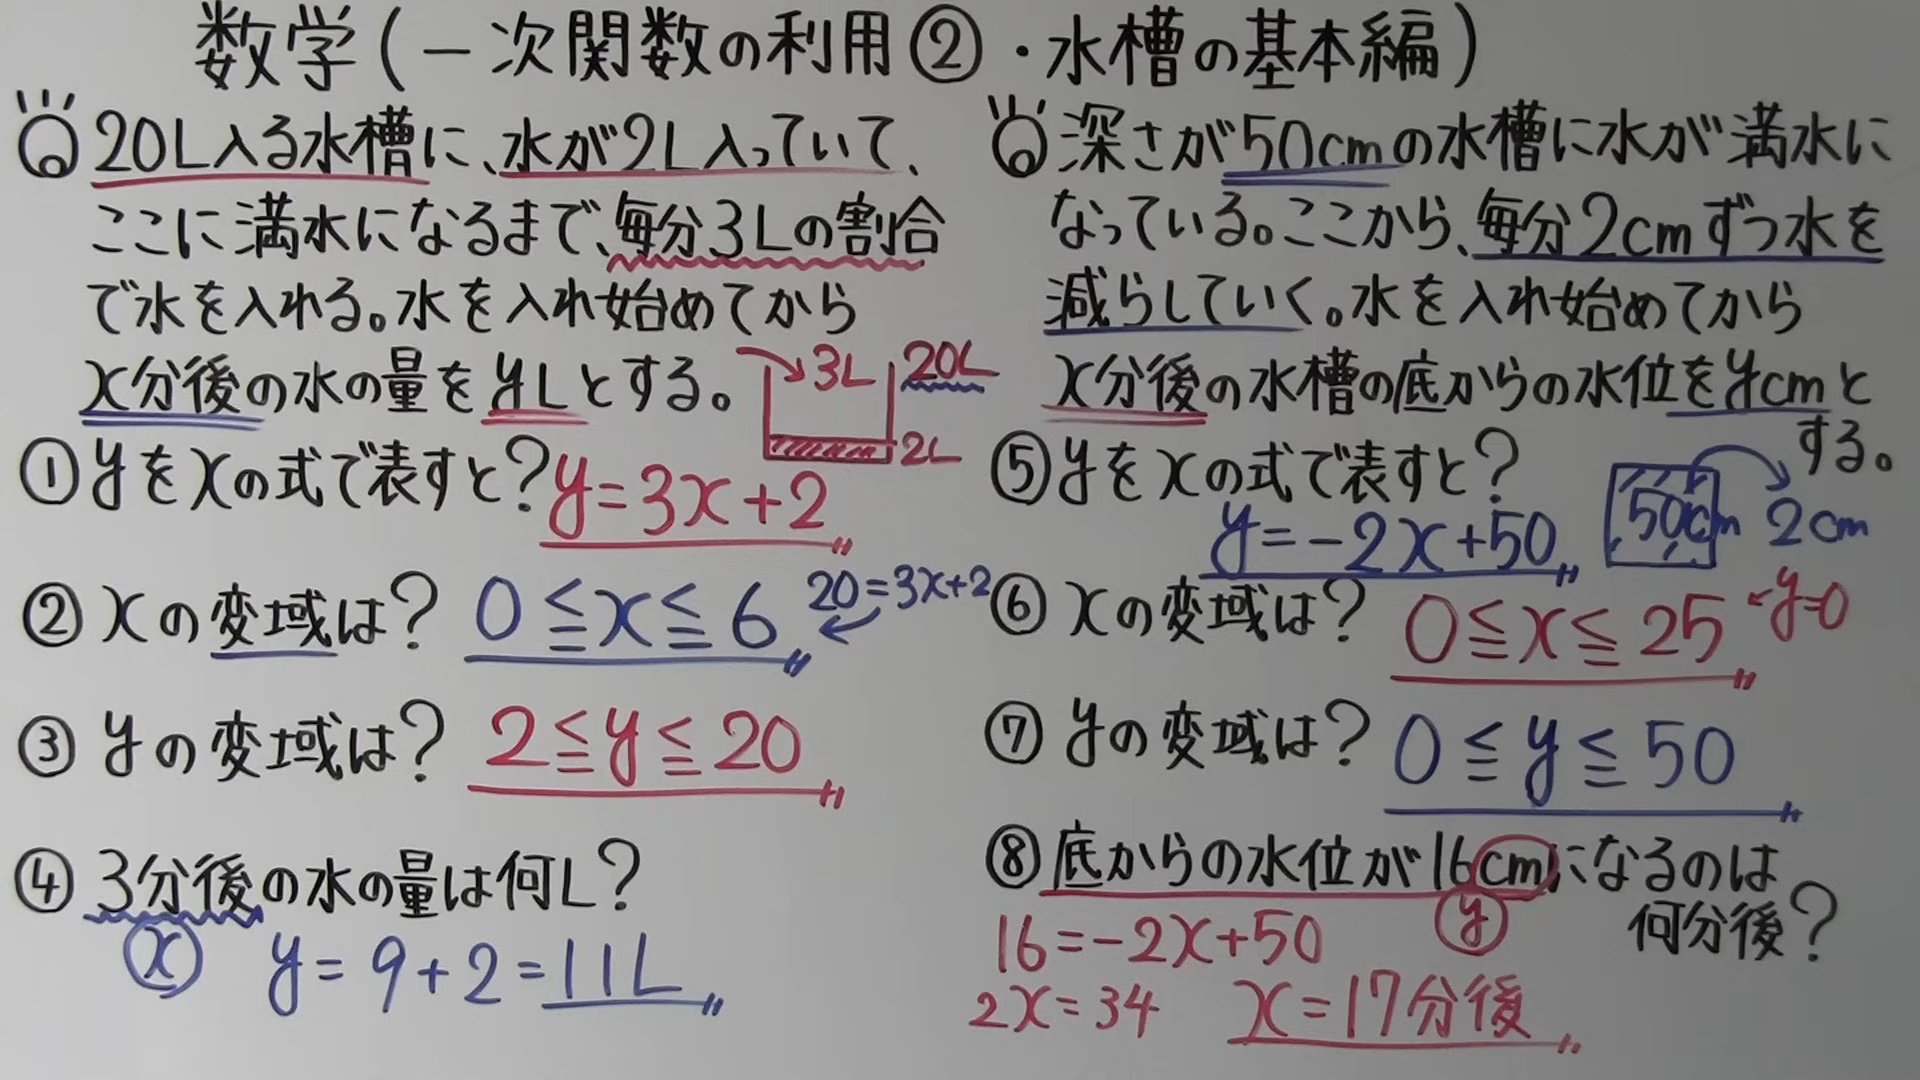 数学(一次関数の利用②・水槽の基本編)
20L入る水槽に、水が2L入っていて、
ここに満水になるまで、毎分3Lの割合
で水を入れる。水を入れ始めてから
x分後の水の量をyLとする。
3L 20L
2L
①yをxの式で表すと?y=3x+2
②xの変域は? 0≦x≦6 20=3x+2
③yの変域は? 2≦y≦20
④3分後の水の量は何L?
x y=9+2=11L
深さが50cmの水槽に水が満水に
なっている。ここから、毎分2cmずつ水を
減らしていく。水を入れ始めてから
x分後の水槽の底からの水位をycmと
する。
⑤yをxの式で表すと?
y=-2x+50
50cm 2cm
⑥xの変域は? 0≦x≦25 y=0
⑦yの変域は? 0≦y≦50
⑧底からの水位が16cmになるのは
何分後?
y
16=-2x+50
2x=34 x=17分後